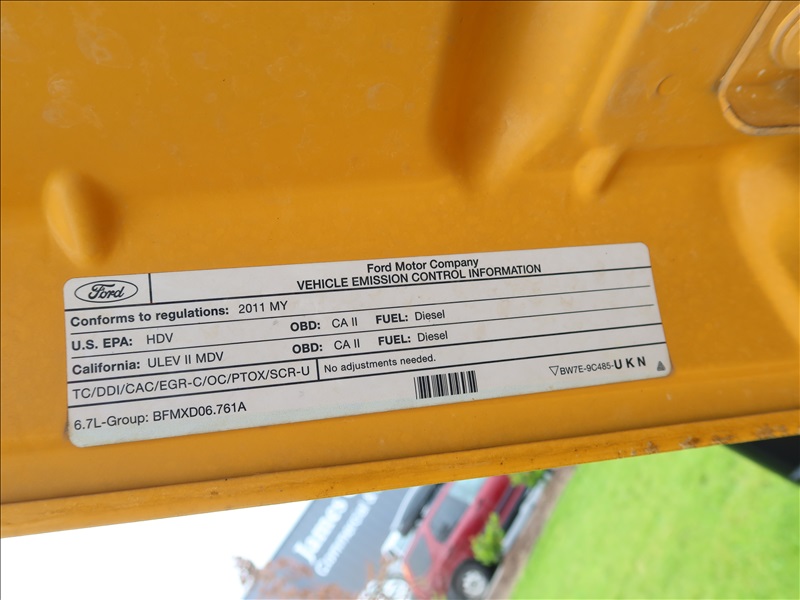 Ford
Ford Motor Company
VEHICLE EMISSION CONTROL INFORMATION
Conforms to regulations: 2011 MY
U.S. EPA: HDV OBD: CA II FUEL: Diesel
California: ULEV II MDV OBD: CA II FUEL: Diesel
TC/DDI/CAC/EGR-C/OC/PTOX/SCR-U No adjustments needed.
6.7L-Group: BFMXD06.761A
▽BW7E-9C485-UKN
James
Commercial